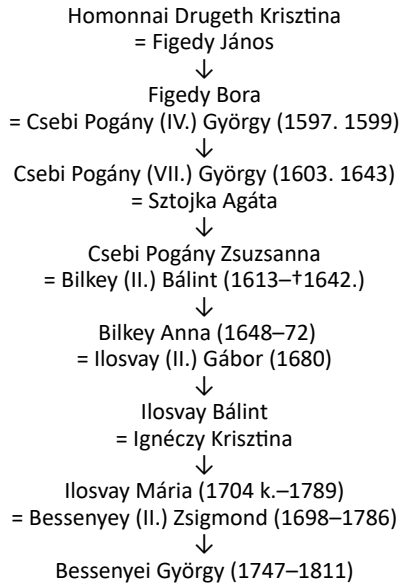 Homonnai Drugeth Krisztina
= Figedy János
↓
Figedy Bora
= Csebi Pogány (IV.) György (1597. 1599)
↓
Csebi Pogány (VII.) György (1603. 1643)
= Sztojka Agáta
↓
Csebi Pogány Zsuzsanna
= Bilkey (II.) Bálint (1613–†1642.)
↓
Bilkey Anna (1648–72)
= Ilosvay (II.) Gábor (1680)
↓
Ilosvay Bálint
= Ignéczy Krisztina
↓
Ilosvay Mária (1704 k.–1789)
= Bessenyey (II.) Zsigmond (1698–1786)
↓
Bessenyei György (1747–1811)